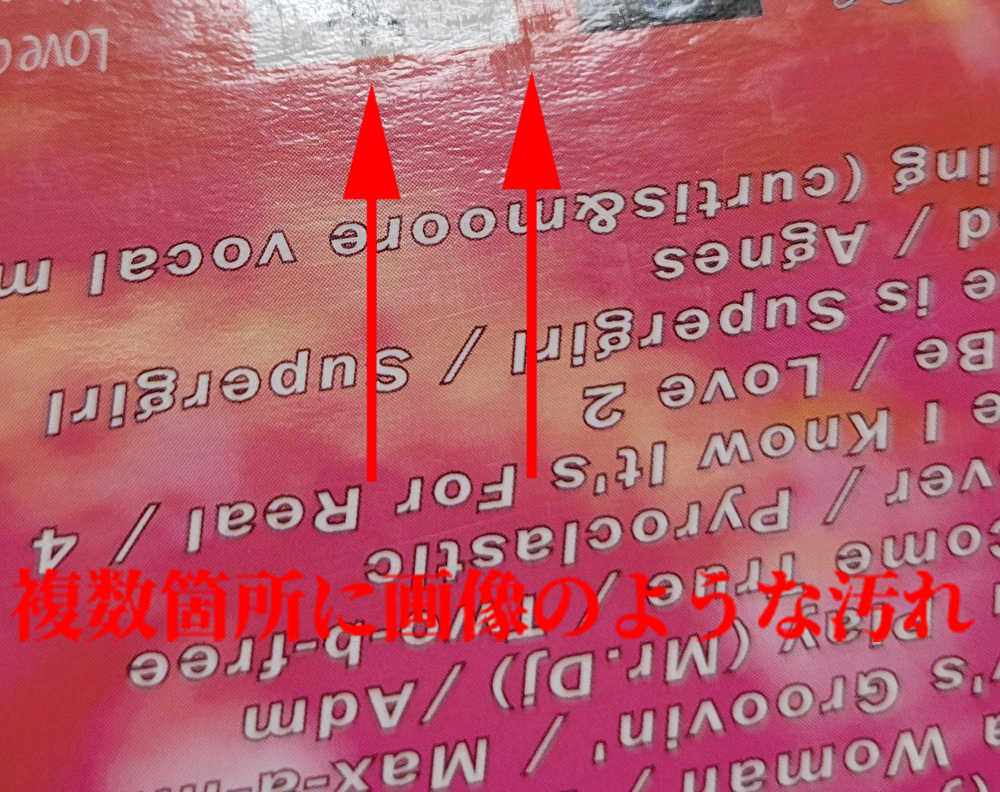 複数箇所に画像のような汚れ
a Woman /
y's Groovin' / Max-a-m
Play (Mr.Dj) / Adm
come True / -b-free
ver / Pyroclastic
e I Know It's For Real / 4
Be / Love 2
e is Supergirl / Supergirl
d / Agnes
ing (curtis&moore vocal m
Love